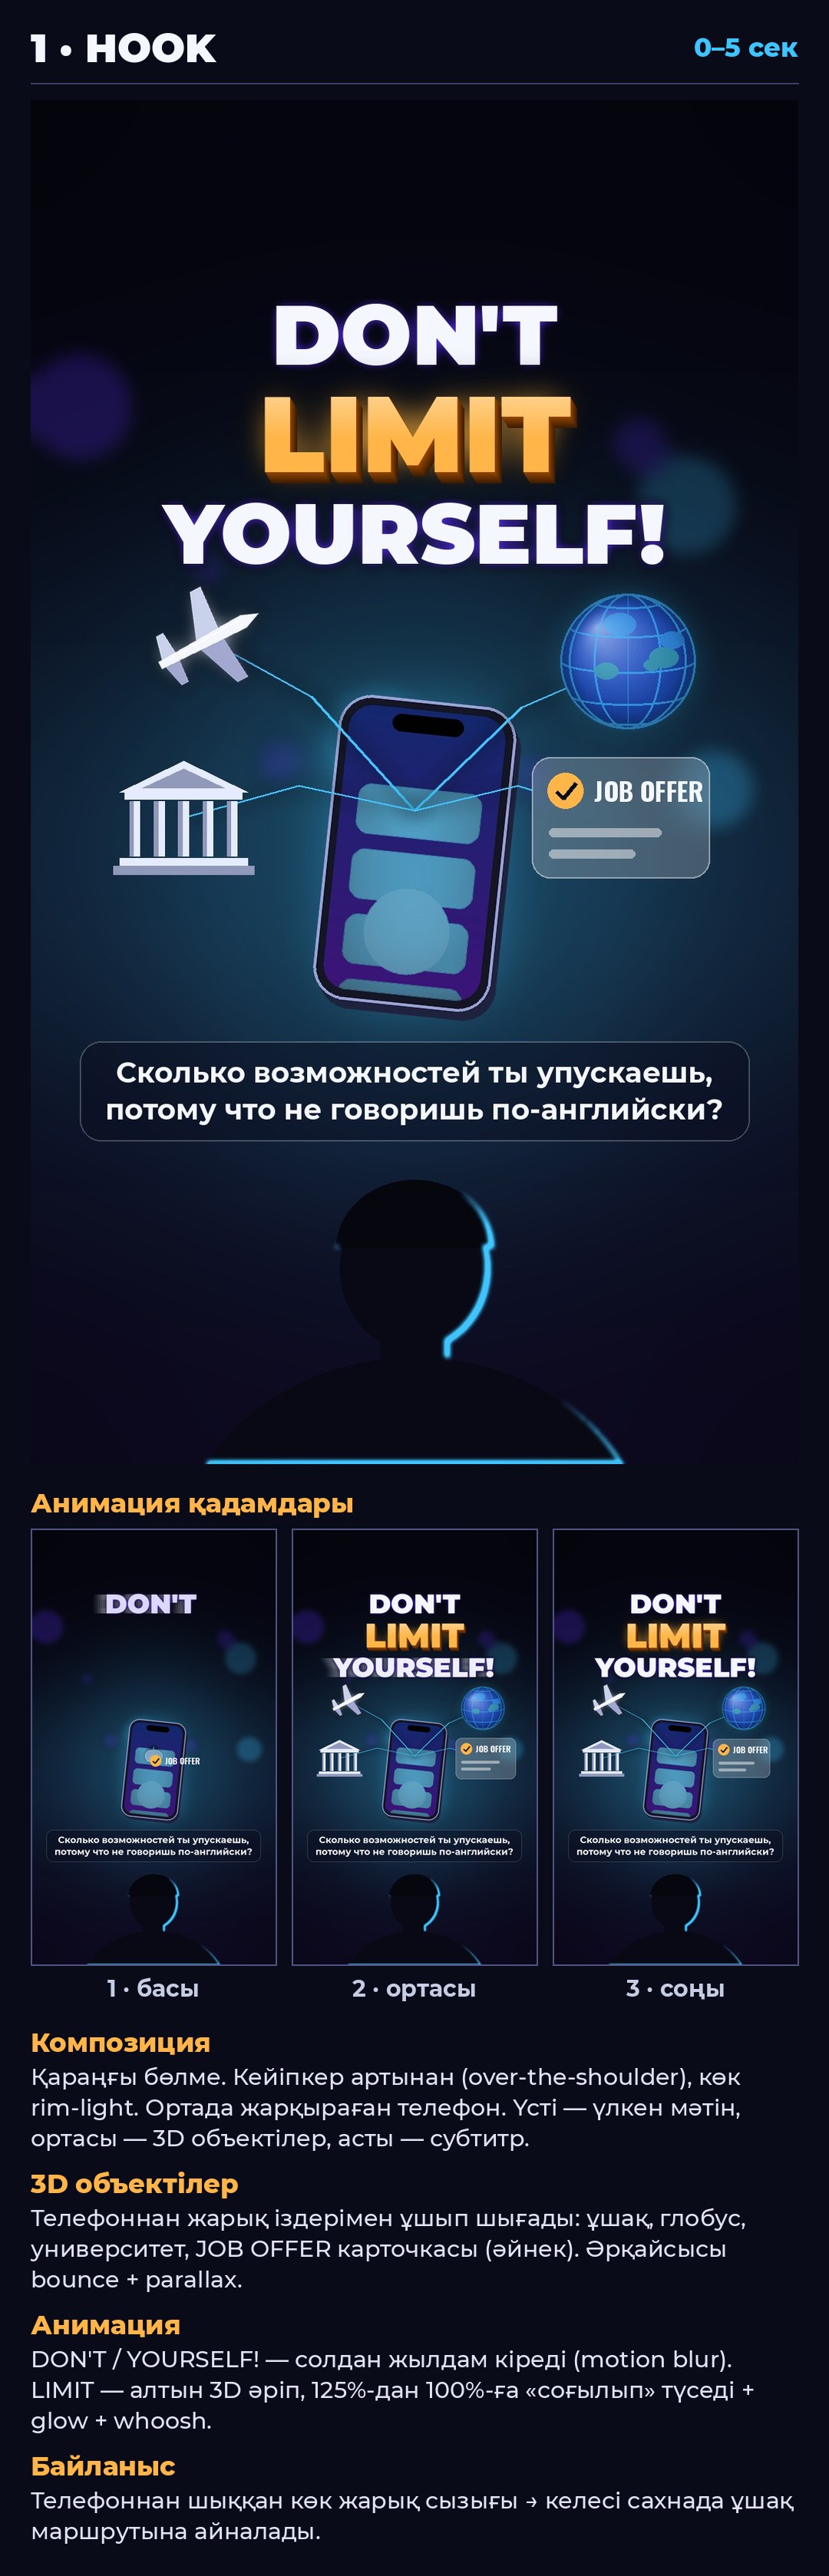 1 • HOOK
0–5 сек
DON'T
LIMIT
YOURSELF!
JOB OFFER
Сколько возможностей ты упускаешь,
потому что не говоришь по-английски?
Анимация қадамдары
DON'T
JOB OFFER
Сколько возможностей ты упускаешь,
потому что не говоришь по-английски?
1 · басы
DON'T
LIMIT
YOURSELF!
JOB OFFER
Сколько возможностей ты упускаешь,
потому что не говоришь по-английски?
2 · ортасы
DON'T
LIMIT
YOURSELF!
JOB OFFER
Сколько возможностей ты упускаешь,
потому что не говоришь по-английски?
3 · соңы
Композиция
Қараңғы бөлме. Кейіпкер артынан (over-the-shoulder), көк
rim-light. Ортада жарқыраған телефон. Үсті — үлкен мәтін,
ортасы — 3D объектілер, асты — субтитр.
3D объектілер
Телефоннан жарық іздерімен ұшып шығады: ұшақ, глобус,
университет, JOB OFFER карточкасы (әйнек). Әрқайсысы
bounce + parallax.
Анимация
DON'T / YOURSELF! — солдан жылдам кіреді (motion blur).
LIMIT — алтын 3D әріп, 125%-дан 100%-ға «соғылып» түседі +
glow + whoosh.
Байланыс
Телефоннан шыққан көк жарық сызығы → келесі сахнада ұшақ
маршрутына айналады.